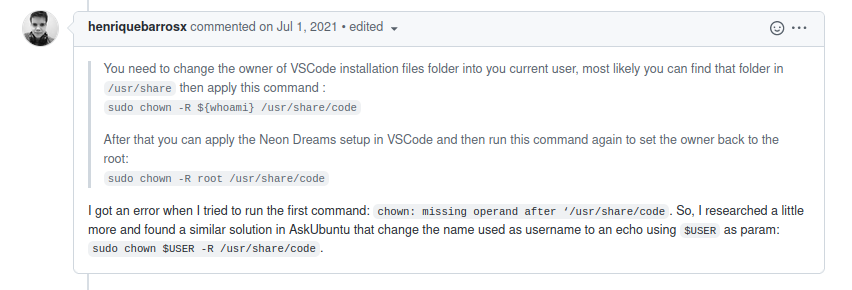 henriquebarrosx commented on Jul 1, 2021 • edited
You need to change the owner of VSCode installation files folder into you current user, most likely you can find that folder in
/usr/share then apply this command :
sudo chown -R ${whoami} /usr/share/code
After that you can apply the Neon Dreams setup in VSCode and then run this command again to set the owner back to the
root:
sudo chown -R root /usr/share/code
I got an error when I tried to run the first command: chown: missing operand after ‘/usr/share/code. So, I researched a little
more and found a similar solution in AskUbuntu that change the name used as username to an echo using $USER as param:
sudo chown $USER -R /usr/share/code.